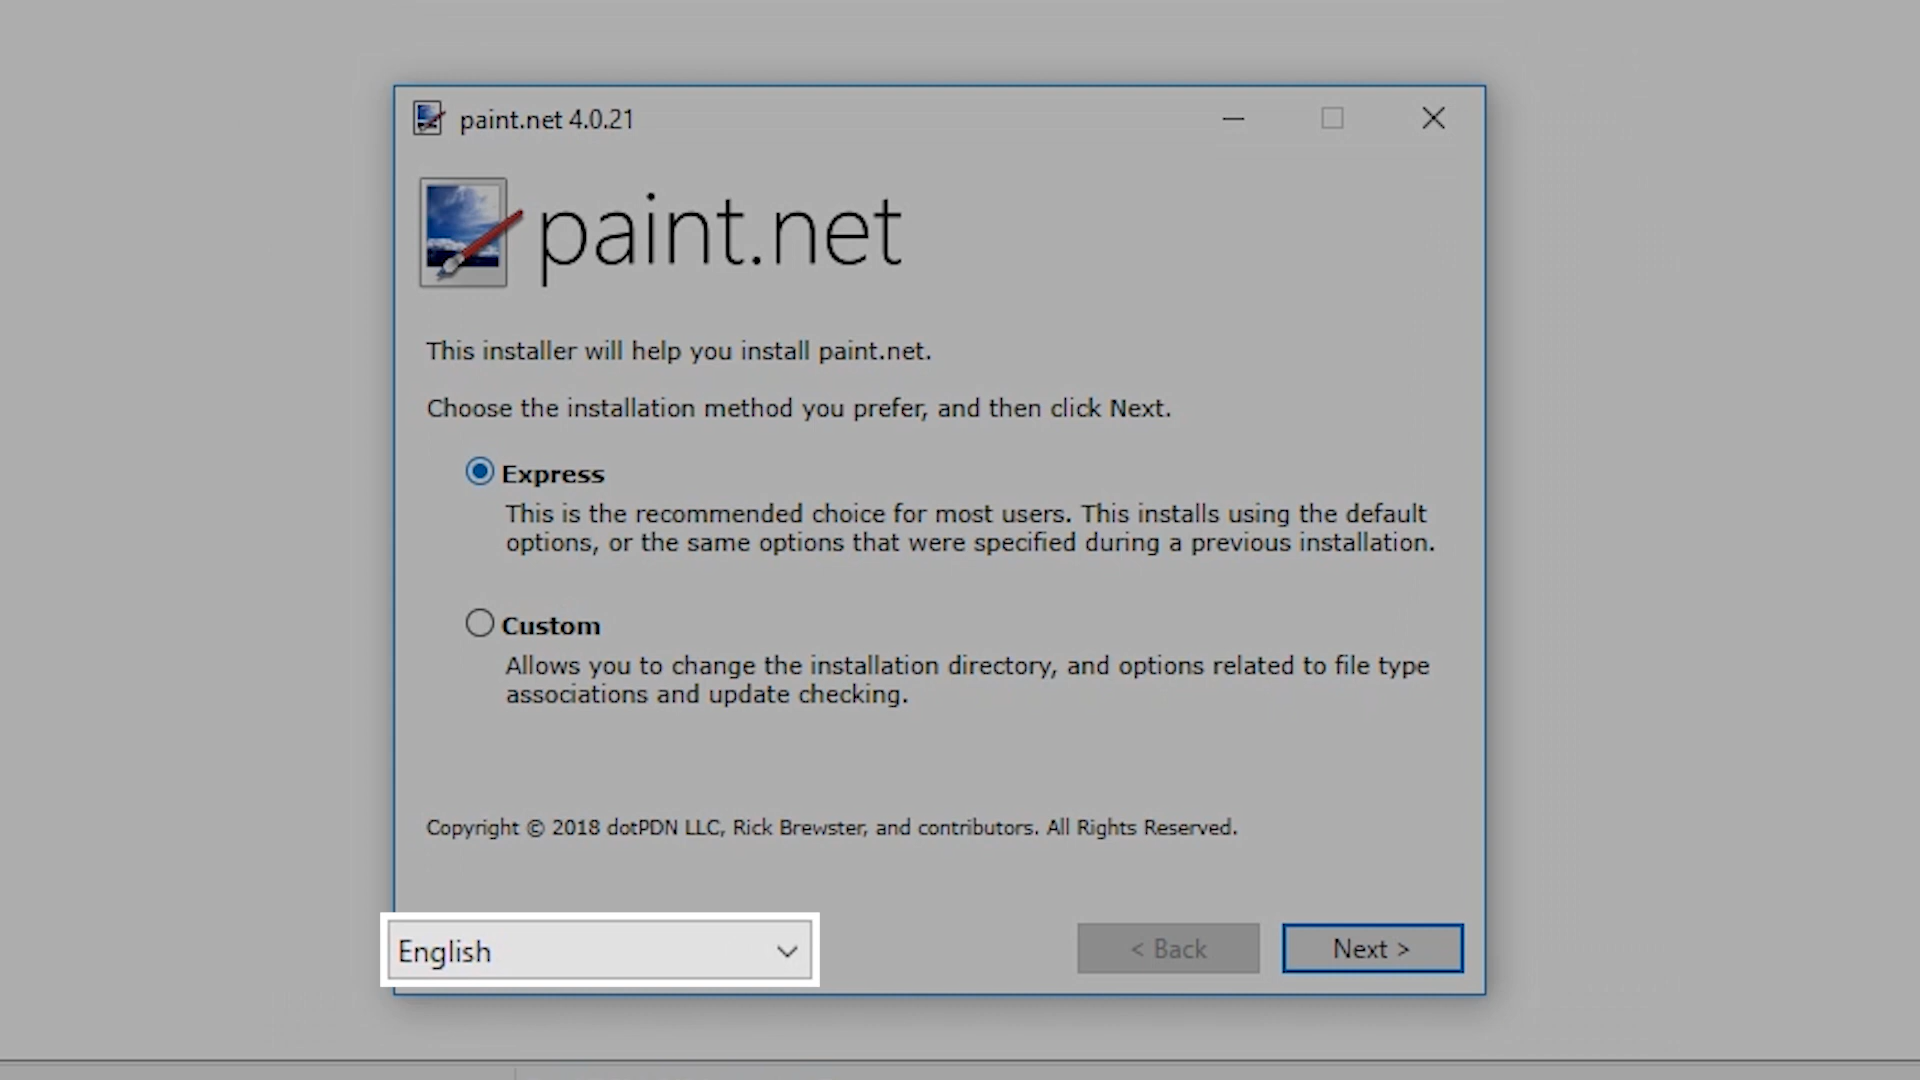 paint.net 4.0.21
paint.net
This installer will help you install paint.net.
Choose the installation method you prefer, and then click Next.
Express
This is the recommended choice for most users. This installs using the default
options, or the same options that were specified during a previous installation.
Custom
Allows you to change the installation directory, and options related to file type
associations and update checking.
Copyright © 2018 dotPDN LLC, Rick Brewster, and contributors. All Rights Reserved.
English
< Back
Next >